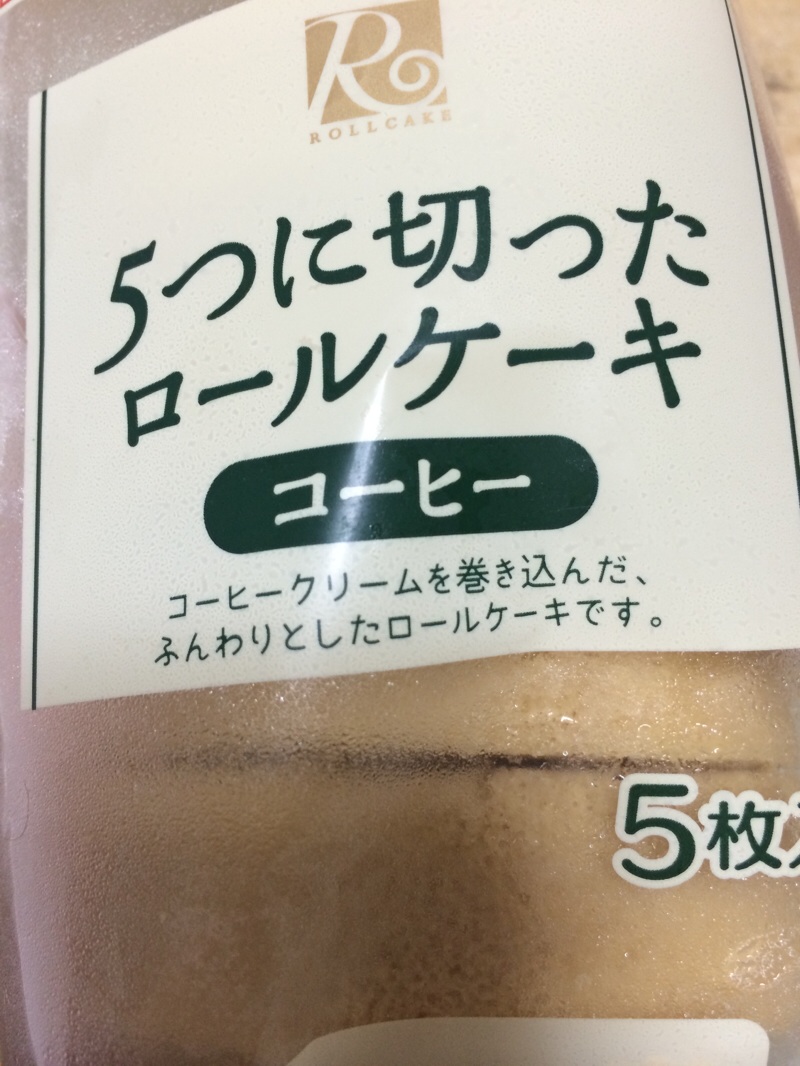 R
ROLLCAKE
5つに切った
ロールケーキ
コーヒー
コーヒークリームを巻き込んだ、
ふんわりとしたロールケーキです。
5枚